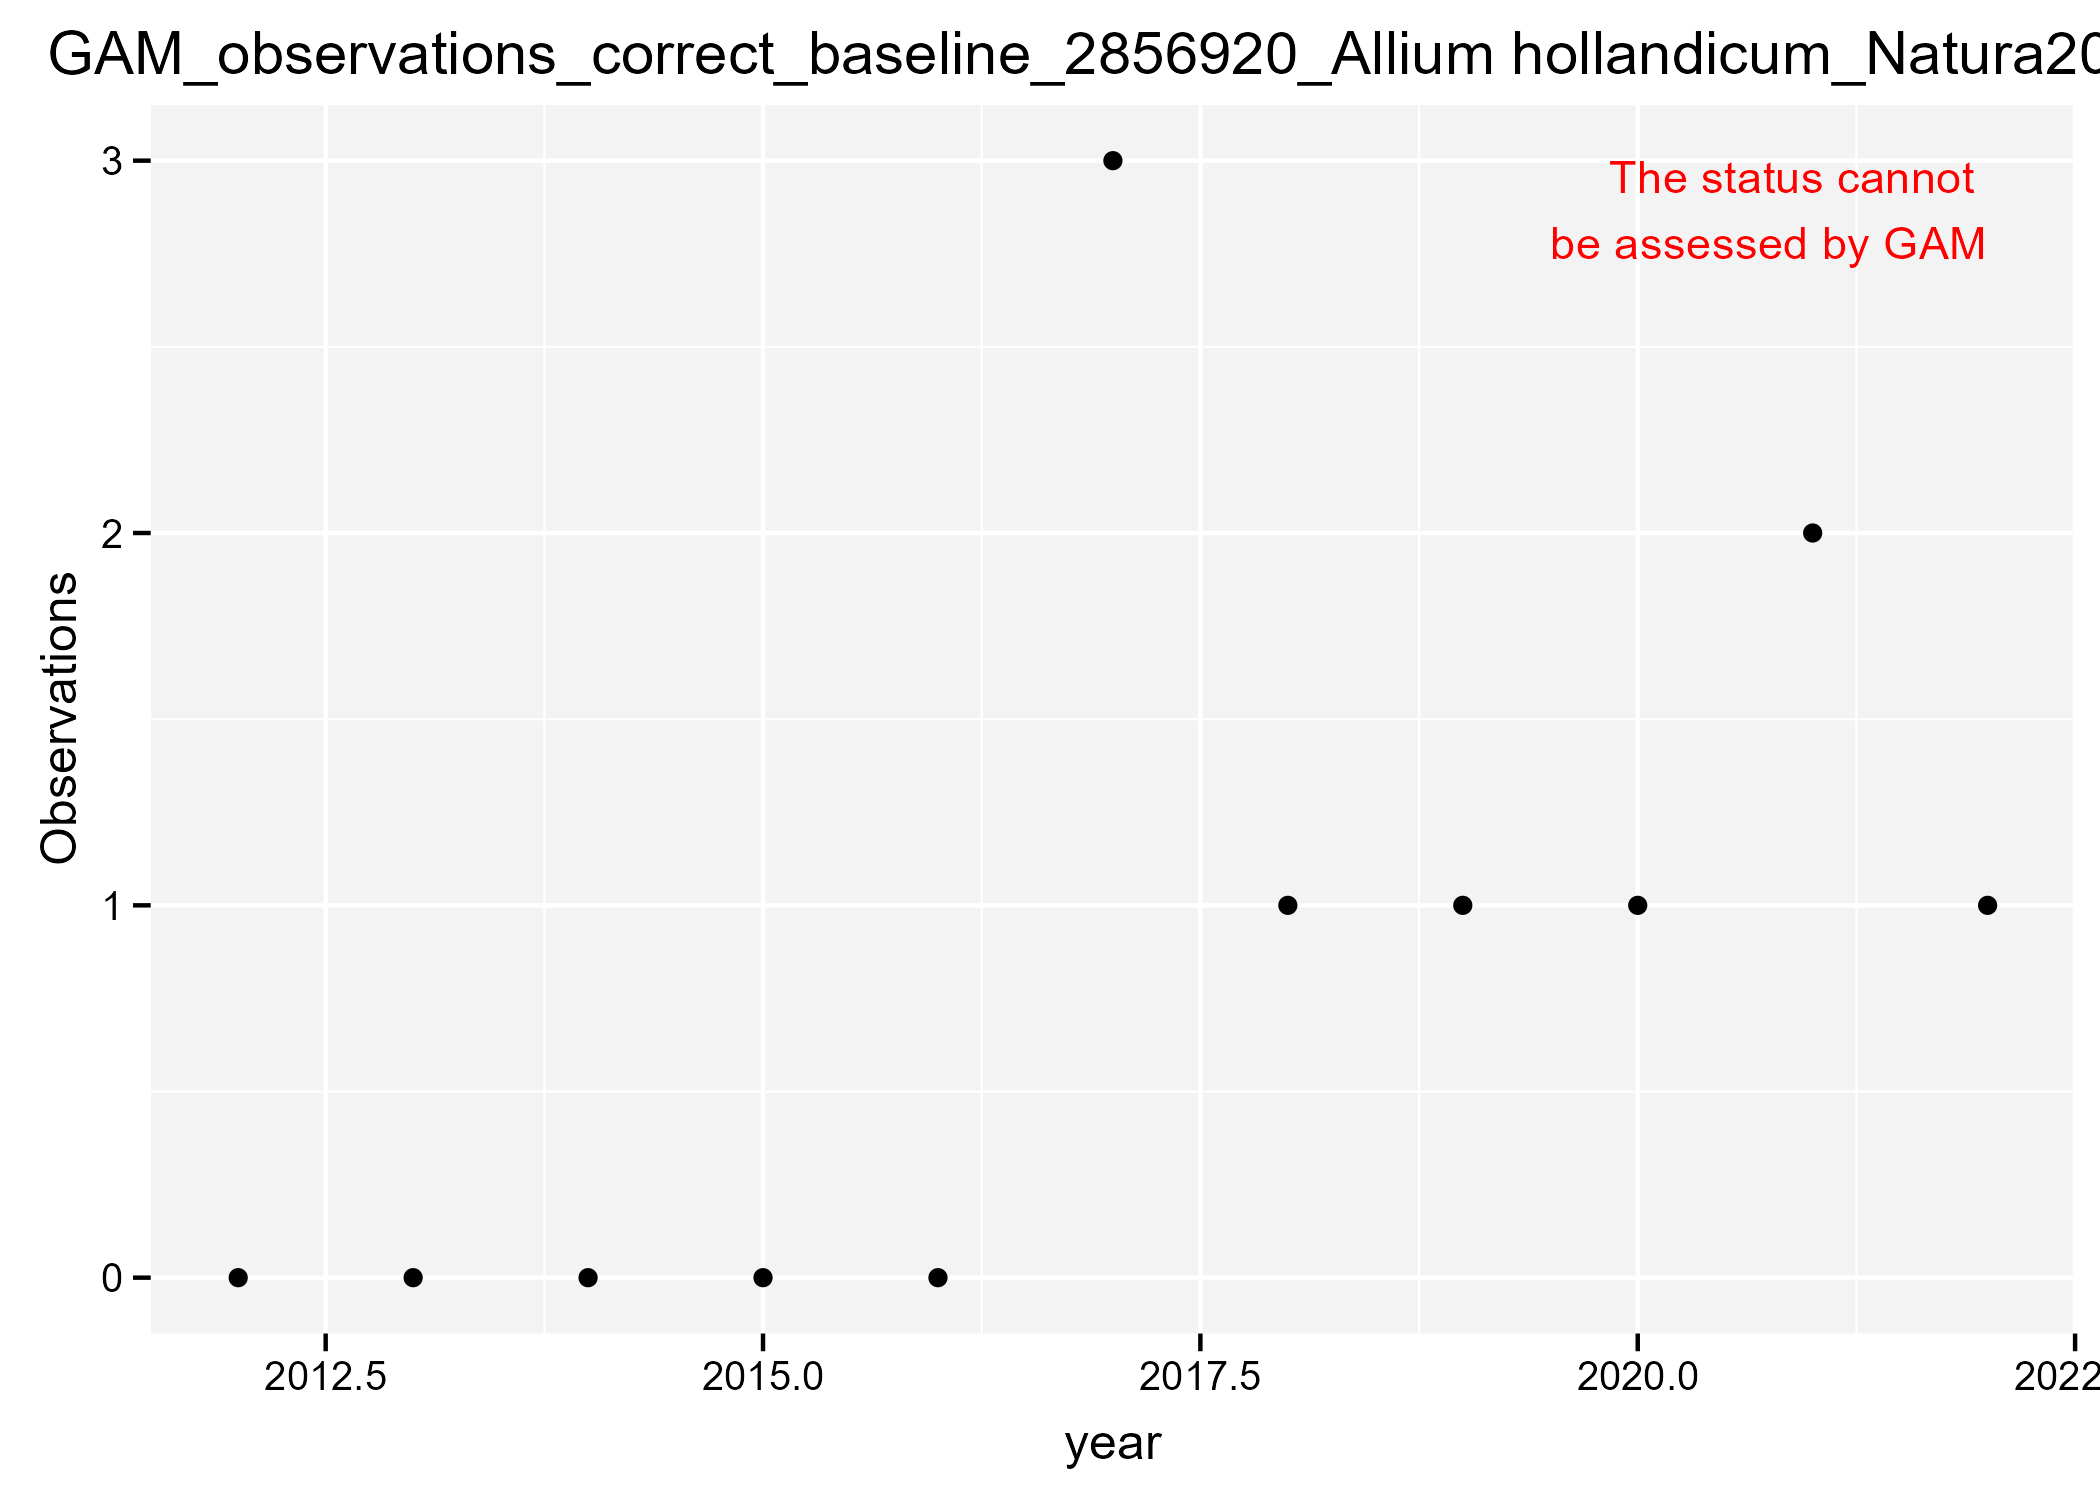 GAM_observations_correct_baseline_2856920_Allium hollandicum_Natura20
3
The status cannot
be assessed by GAM
2
Observations
1
0
2012.5 2015.0 2017.5 2020.0 2022
year